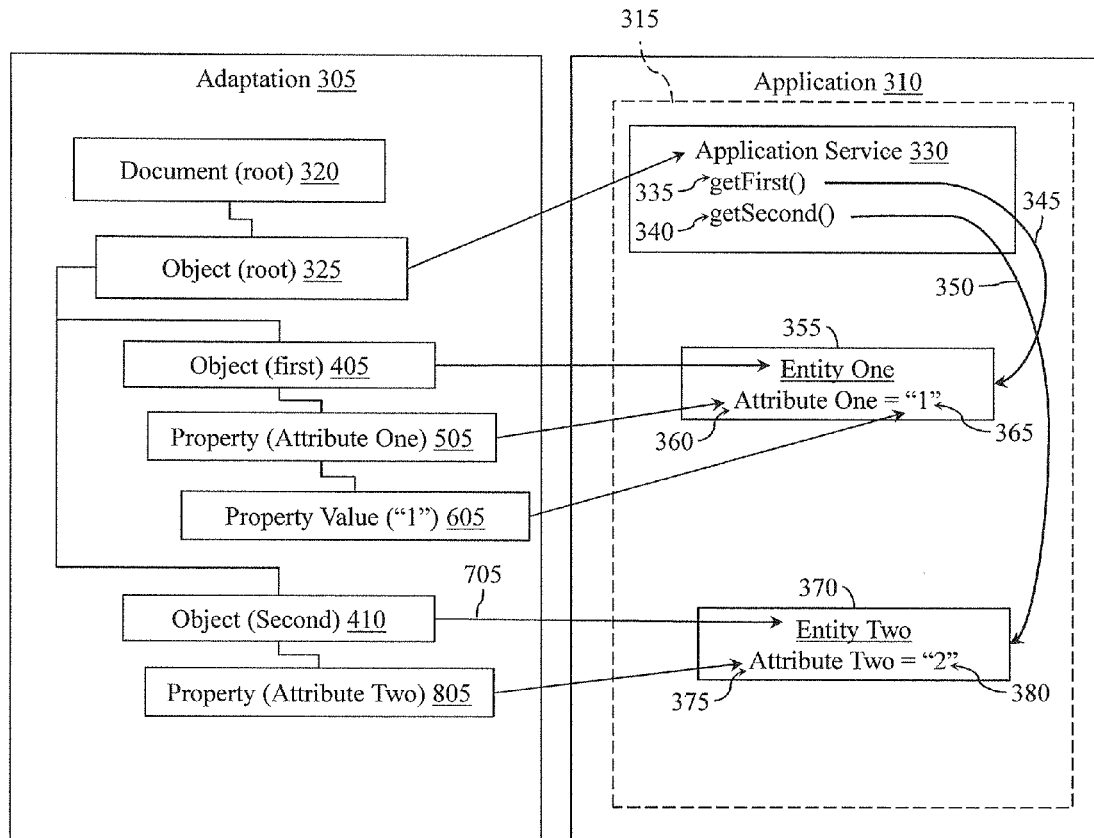 315
Adaptation 305
Application 310
Document (root) 320
Application Service 330
335
getFirst()
345
340
getSecond()
Object (root) 325
350
355
Object (first) 405
Entity One
Attribute One = “1”
360
365
Property (Attribute One) 505
Property Value (“1”) 605
705
370
Object (Second) 410
Entity Two
Attribute Two = “2”
375
380
Property (Attribute Two) 805